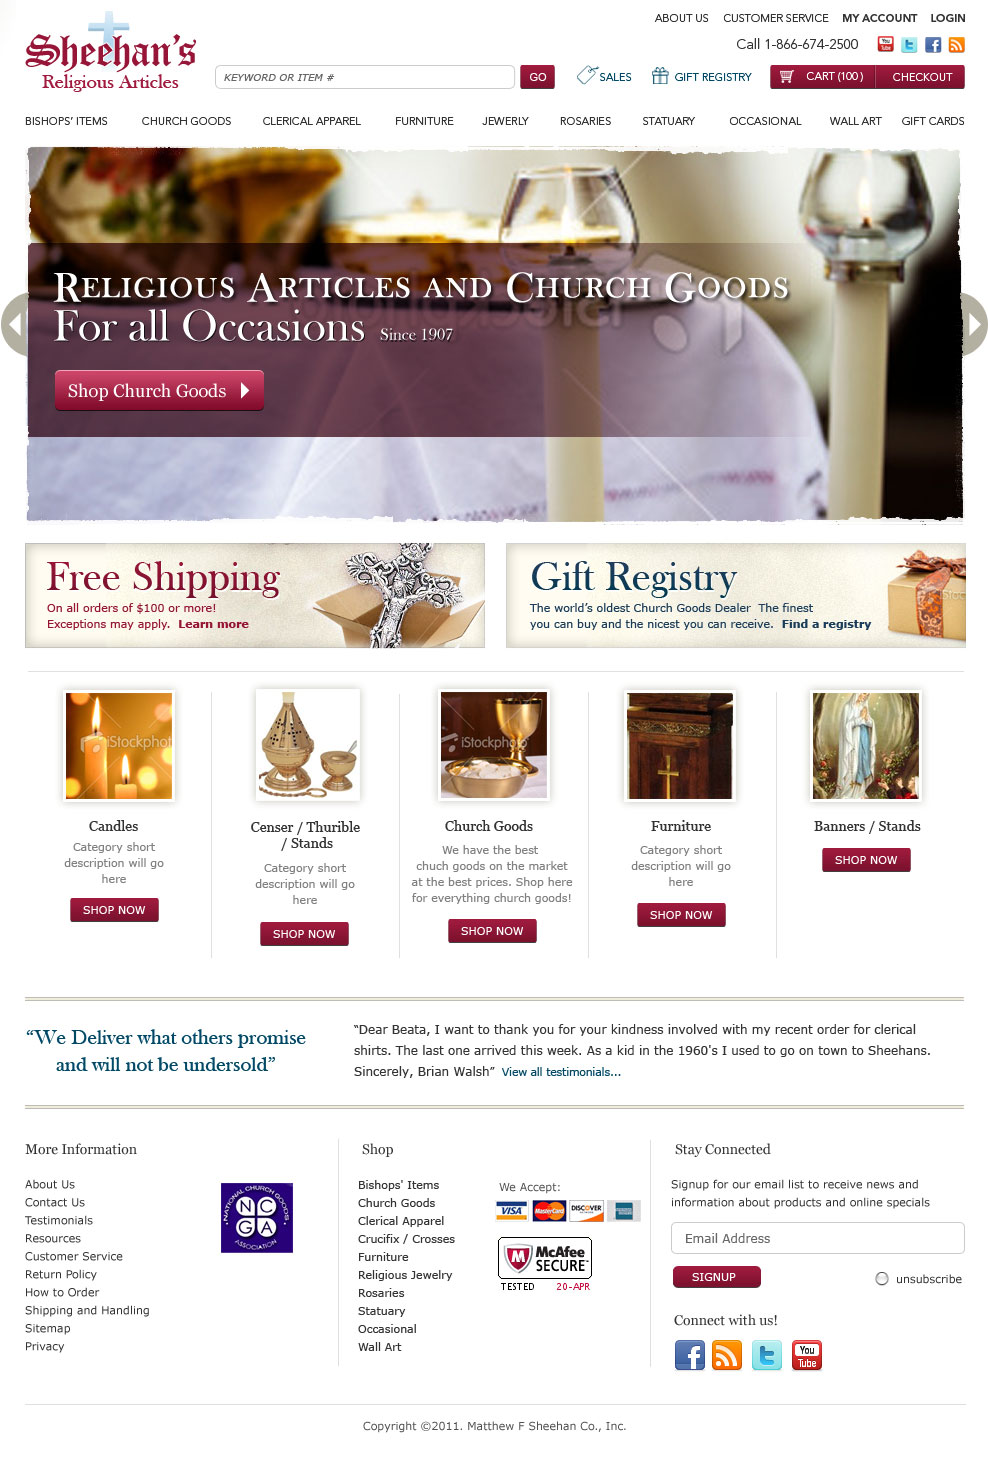 ABOUT US CUSTOMER SERVICE MY ACCOUNT LOGIN
Sheehan's
Religious Articles
Call 1-866-674-2500 You Tube
KEYWORD OR ITEM # GO SALES GIFT REGISTRY CART (100) CHECKOUT
BISHOPS' ITEMS CHURCH GOODS CLERICAL APPAREL FURNITURE JEWERLY ROSARIES STATUARY OCCASIONAL WALL ART GIFT CARDS
RELIGIOUS ARTICLES AND CHURCH GOODS
For all Occasions Since 1907
Shop Church Goods
Free Shipping
On all orders of $100 or more!
Exceptions may apply. Learn more
Gift Registry
The world's oldest Church Goods Dealer The finest
you can buy and the nicest you can receive. Find a registry
iStockphoto
iStockphoto
Candles
Category short
description will go
here
SHOP NOW
Censer / Thurible
/ Stands
Category short
description will go
here
SHOP NOW
Church Goods
We have the best
chuch goods on the market
at the best prices. Shop here
for everything church goods!
SHOP NOW
Furniture
Category short
description will go
here
SHOP NOW
Banners / Stands
SHOP NOW
“We Deliver what others promise
and will not be undersold”
“Dear Beata, I want to thank you for your kindness involved with my recent order for clerical
shirts. The last one arrived this week. As a kid in the 1960's I used to go on town to Sheehans.
Sincerely, Brian Walsh” View all testimonials...
More Information
About Us
Contact Us
Testimonials
Resources
Customer Service
Return Policy
How to Order
Shipping and Handling
Sitemap
Privacy
NATIONAL CHURCH GOODS
NCGA
ASSOCIATION
Shop
Bishops' Items
Church Goods
Clerical Apparel
Crucifix / Crosses
Furniture
Religious Jewelry
Rosaries
Statuary
Occasional
Wall Art
We Accept:
VISA MasterCard DISCOVER
McAfee
SECURE™
TESTED 20-APR
Stay Connected
Signup for our email list to receive news and
information about products and online specials
Email Address
SIGNUP unsubscribe
Connect with us!
You Tube
Copyright ©2011. Matthew F Sheehan Co., Inc.